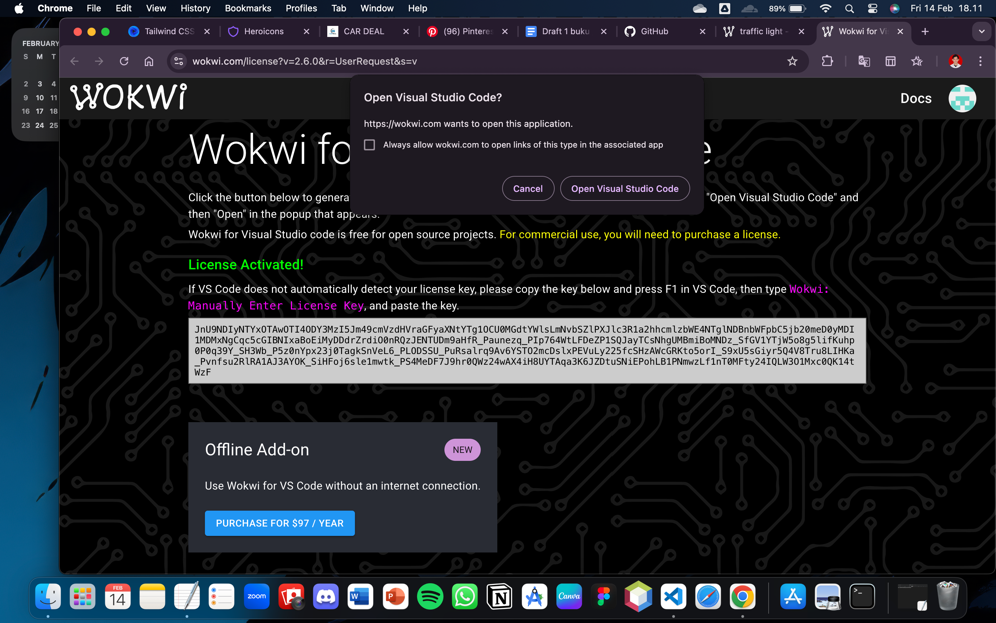 Chrome File Edit View History Bookmarks Profiles Tab Window Help 89% Fri 14 Feb 18.11
FEBRUARY
S M T
2 3 4
9 10 11
16 17 18
23 24 25
Tailwind CSS Heroicons CAR DEAL (96) Pinteres Draft 1 buku GitHub traffic light - Wokwi for Vi
wokwi.com/license?v=2.6.0&r=UserRequest&s=v
WOKWi Docs
Open Visual Studio Code?
https://wokwi.com wants to open this application.
Always allow wokwi.com to open links of this type in the associated app
Cancel Open Visual Studio Code
Wokwi fo e
Click the button below to genera "Open Visual Studio Code" and
then "Open" in the popup that appears.
Wokwi for Visual Studio code is free for open source projects. For commercial use, you will need to purchase a license.
License Activated!
If VS Code does not automatically detect your license key, please copy the key below and press F1 in VS Code, then type Wokwi:
Manually Enter License Key, and paste the key.
Offline Add-on NEW
Use Wokwi for VS Code without an internet connection.
PURCHASE FOR $97 / YEAR
FEB
14
zoom
Canva